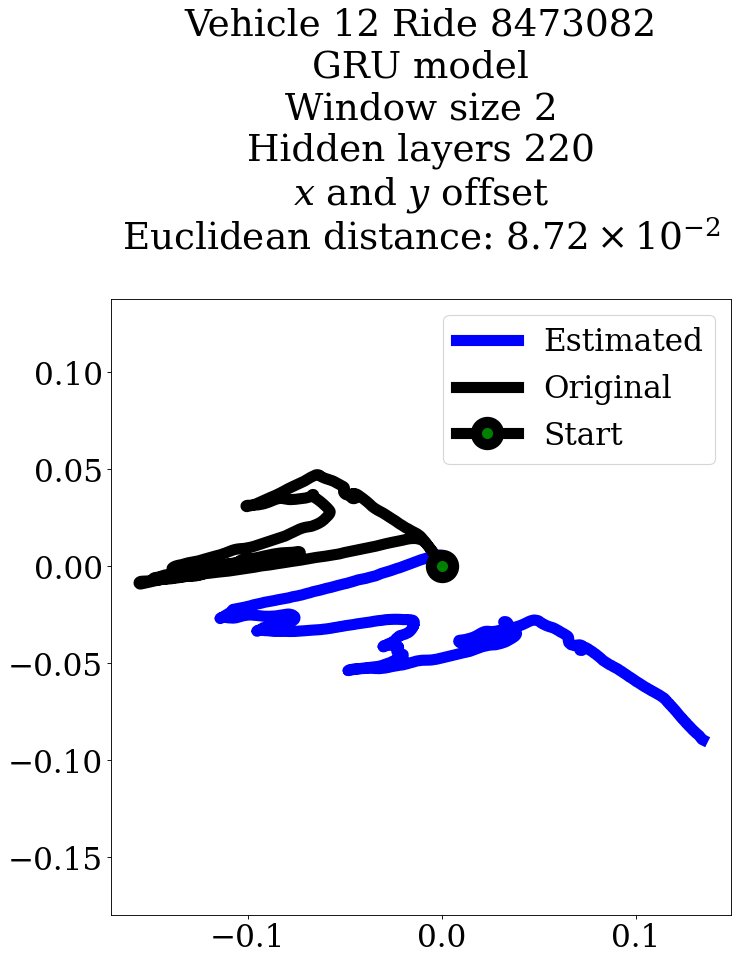 Vehicle 12 Ride 8473082
GRU model
Window size 2
Hidden layers 220
x and y offset
Euclidean distance: 8.72 × 10⁻²
Estimated
Original
Start
0.10
0.05
0.00
−0.05
−0.10
−0.15
−0.1 0.0 0.1